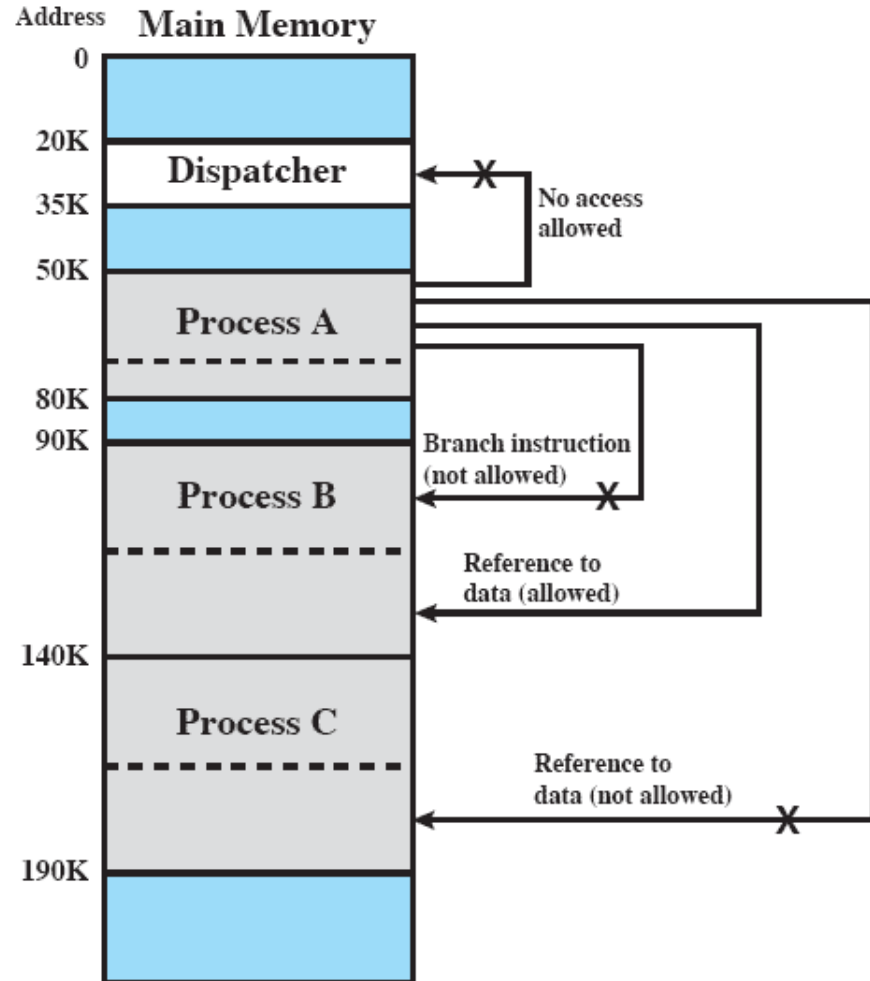 Address
Main Memory
0
20K
Dispatcher
X
No access
allowed
35K
50K
Process A
80K
90K
Branch instruction
(not allowed)
X
Process B
Reference to
data (allowed)
140K
Process C
Reference to
data (not allowed)
X
190K